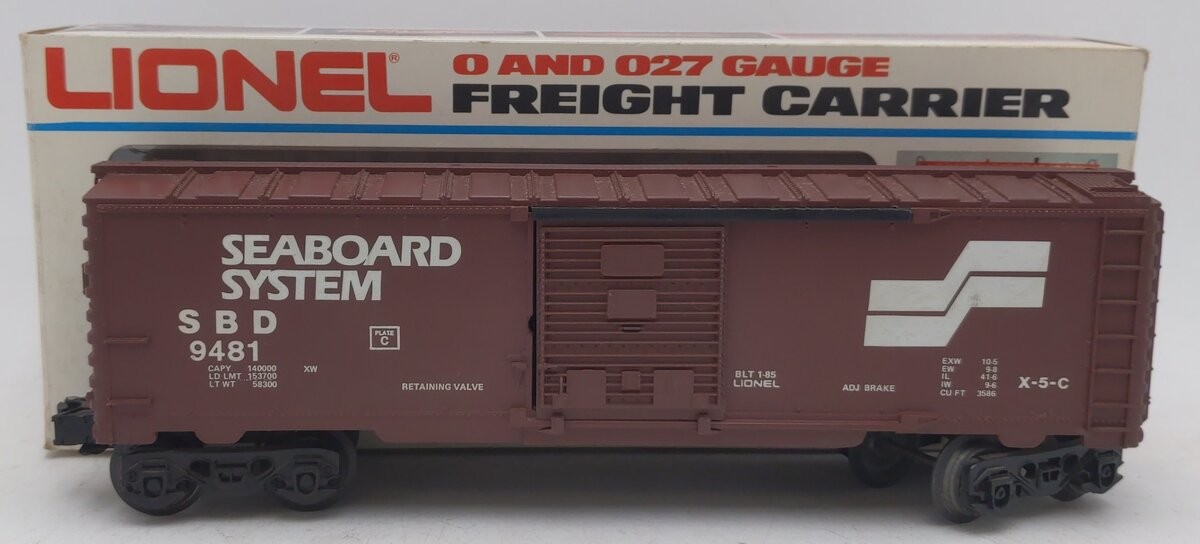 LIONEL®
O AND O27 GAUGE
FREIGHT CARRIER
SEABOARD
SYSTEM
SBD
9481
CAPY 140000 XW
LD LMT 153700
LT WT 58300
PLATE
C
RETAINING VALVE
BLT 1-85
LIONEL
ADJ BRAKE
EXW 10-5
EW 9-8
IL 41-6
IW 9-6
CU FT 3586
X-5-C